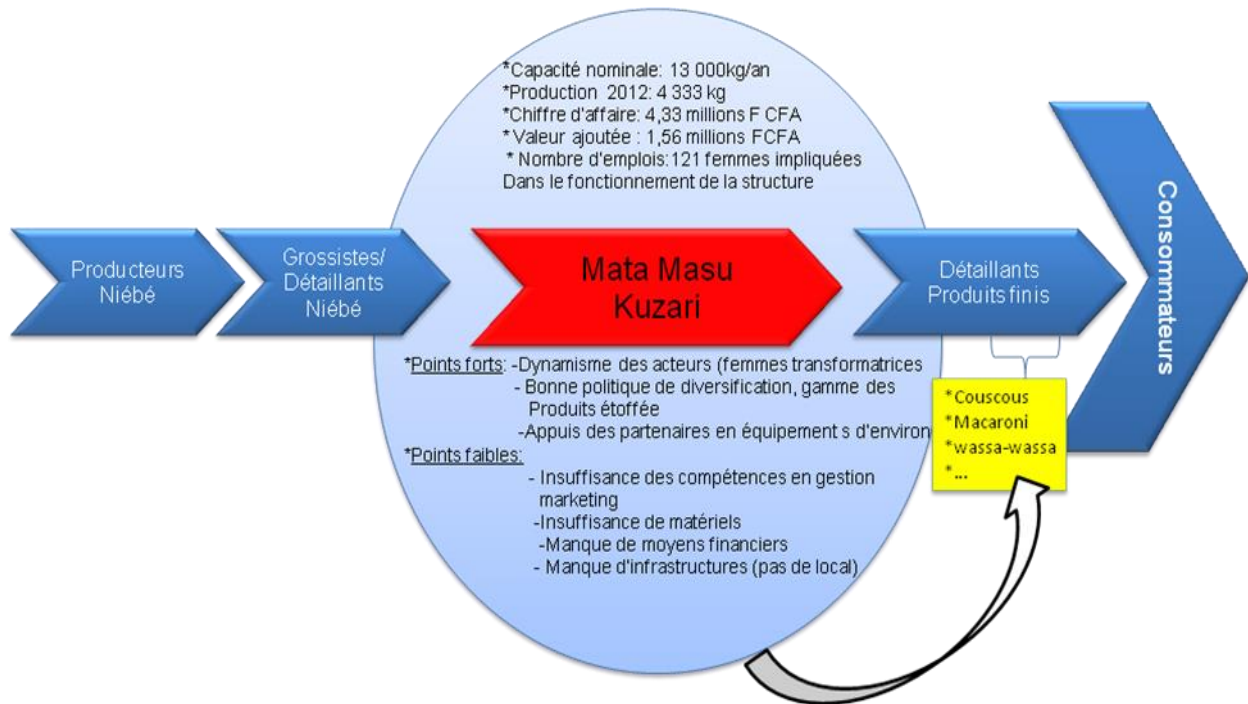 *Capacité nominale: 13 000kg/an
*Production 2012: 4 333 kg
*Chiffre d'affaire: 4,33 millions F CFA
*Valeur ajoutée : 1,56 millions FCFA
* Nombre d'emplois: 121 femmes impliquées
Dans le fonctionnement de la structure
Producteurs
Niébé
Grossistes/
Détaillants
Niébé
Mata Masu
Kuzari
Détaillants
Produits finis
Consommateurs
*Points forts: -Dynamisme des acteurs (femmes transformatrices
- Bonne politique de diversification, gamme des
Produits étoffée
-Appuis des partenaires en équipement s d'environ
*Points faibles:
- Insuffisance des compétences en gestion
marketing
-Insuffisance de matériels
-Manque de moyens financiers
- Manque d'infrastructures (pas de local)
*Couscous
*Macaroni
*wassa-wassa
*...